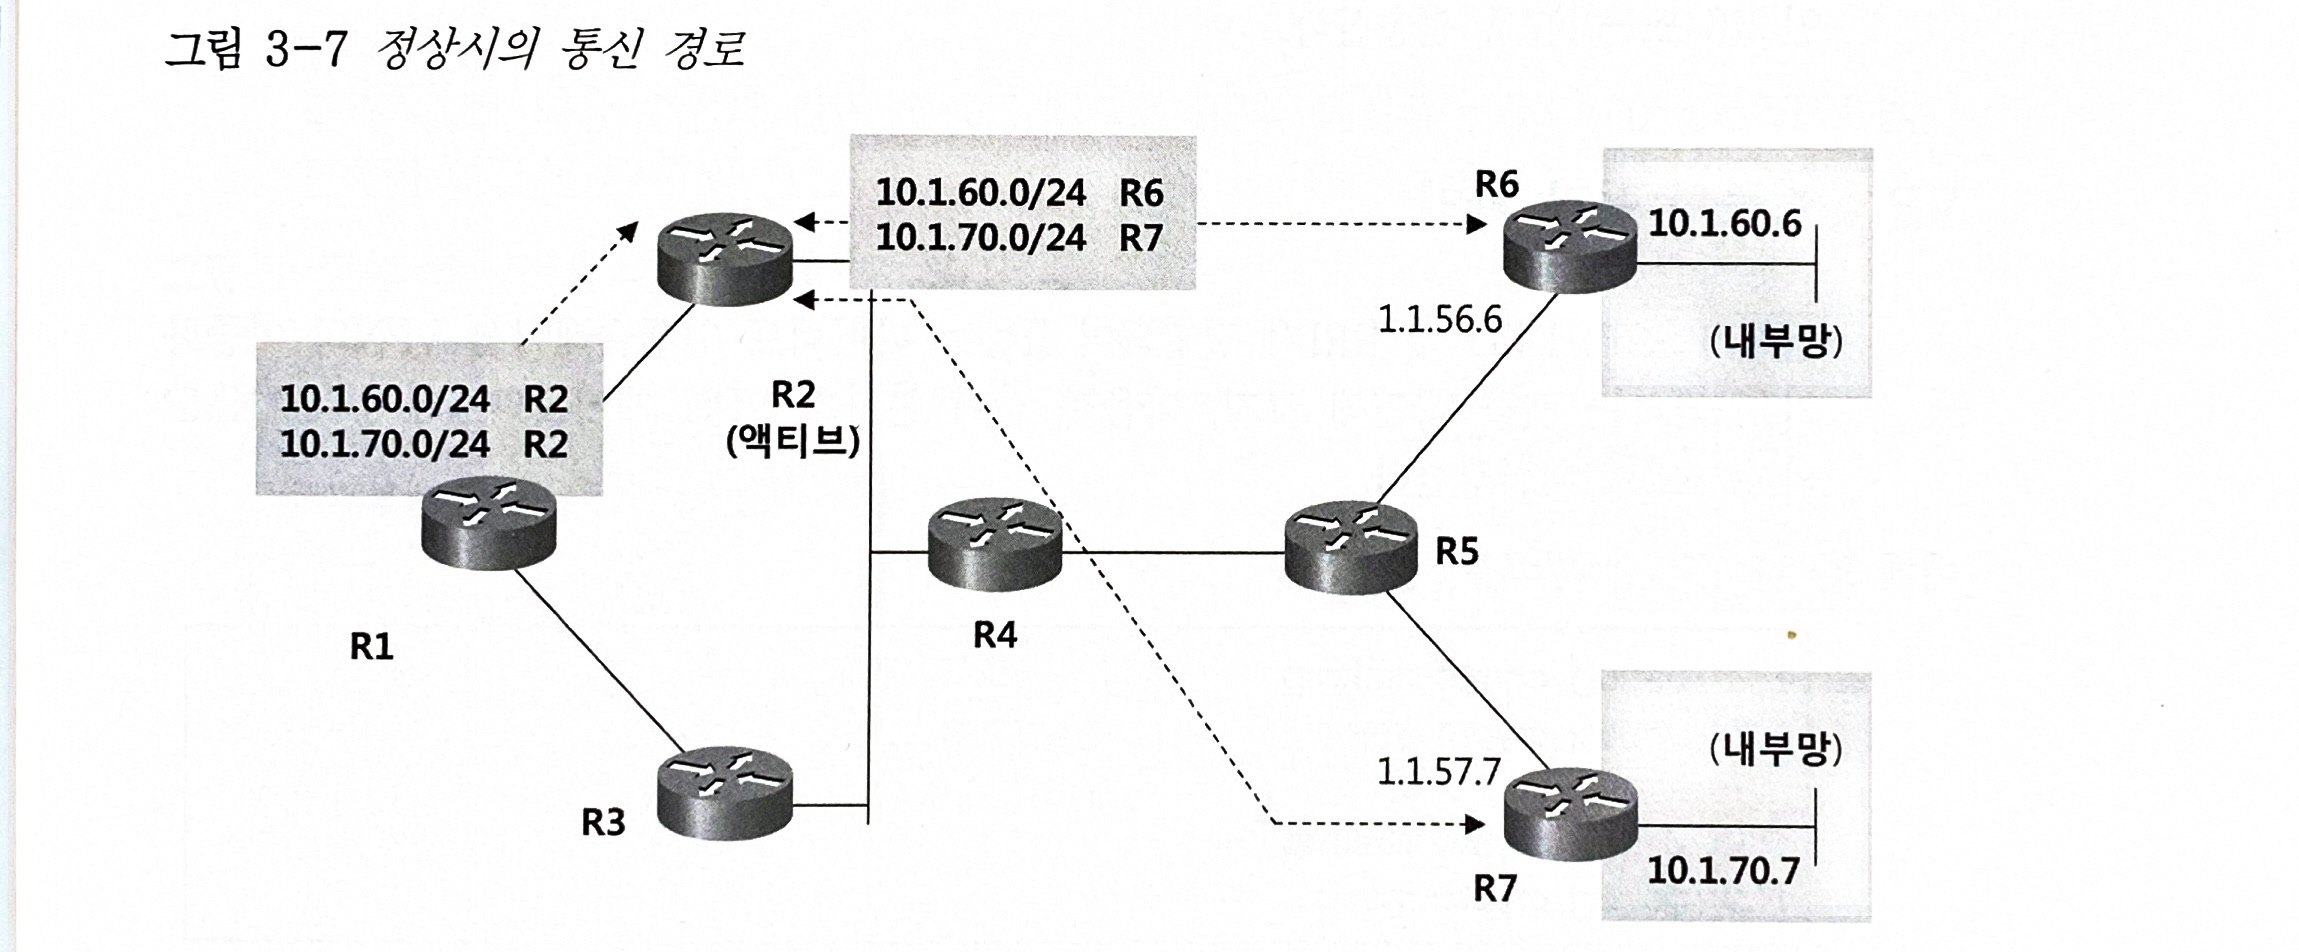 그림 3-7 정상시의 통신 경로
10.1.60.0/24 R6
10.1.70.0/24 R7
R6
10.1.60.6
1.1.56.6
(내부망)
10.1.60.0/24 R2
10.1.70.0/24 R2
R2
(액티브)
R5
R4
R1
(내부망)
1.1.57.7
R3
10.1.70.7
R7